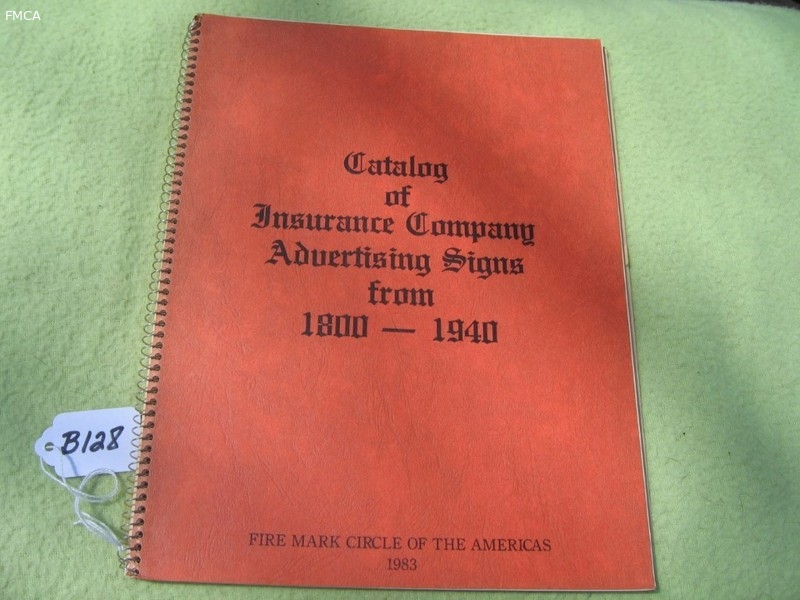 FMCA
Catalog
of
Insurance Company
Advertising Signs
from
1800 — 1940
B128
FIRE MARK CIRCLE OF THE AMERICAS
1983